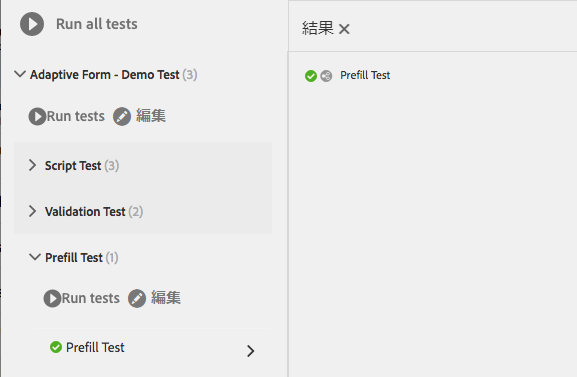 Run all tests
Adaptive Form - Demo Test (3)
Run tests 編集
Script Test (3)
Validation Test (2)
Prefill Test (1)
Run tests 編集
Prefill Test
結果
Prefill Test